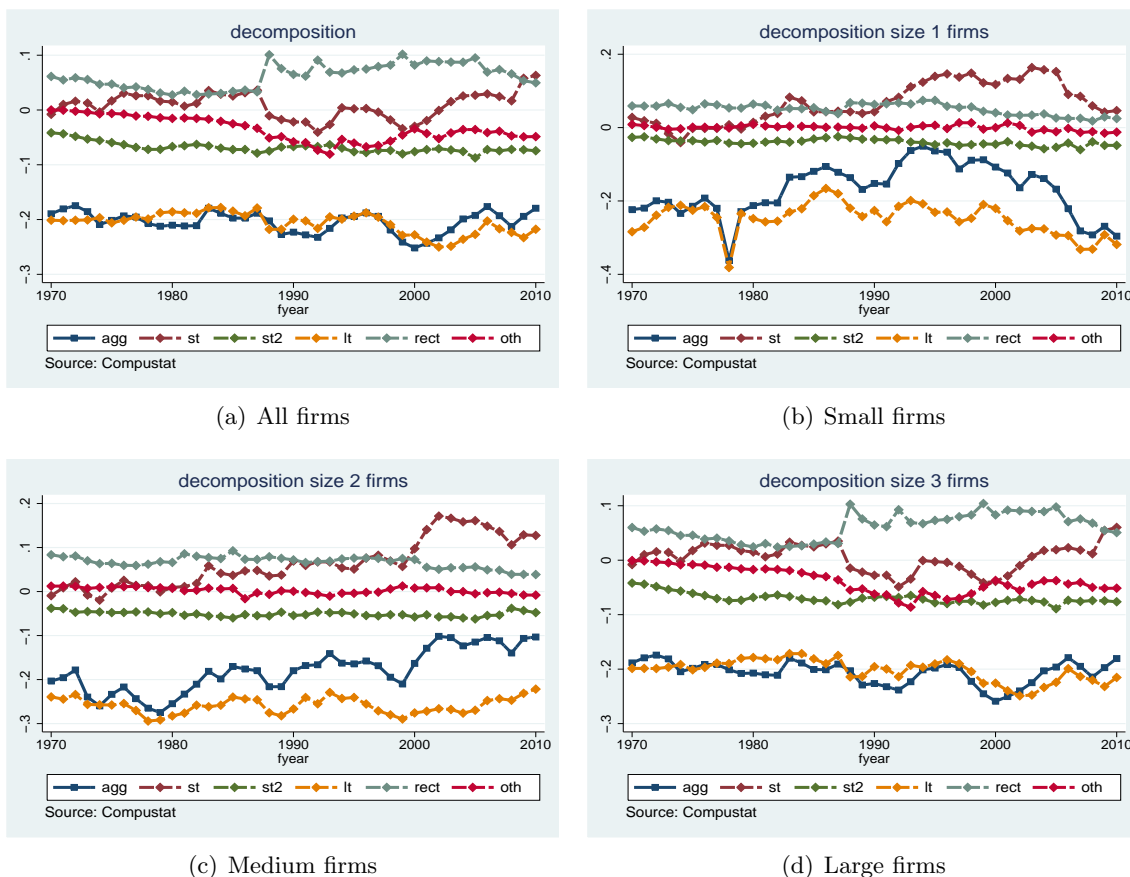 decomposition
.1
0
-.1
-.2
-.3
1970 1980 1990 2000 2010
fyear
agg st st2 lt rect oth
Source: Compustat
(a) All firms
decomposition size 1 firms
.2
0
-.2
-.4
1970 1980 1990 2000 2010
fyear
agg st st2 lt rect oth
Source: Compustat
(b) Small firms
decomposition size 2 firms
.2
.1
0
-.1
-.2
-.3
1970 1980 1990 2000 2010
fyear
agg st st2 lt rect oth
Source: Compustat
(c) Medium firms
decomposition size 3 firms
.1
0
-.1
-.2
-.3
1970 1980 1990 2000 2010
fyear
agg st st2 lt rect oth
Source: Compustat
(d) Large firms